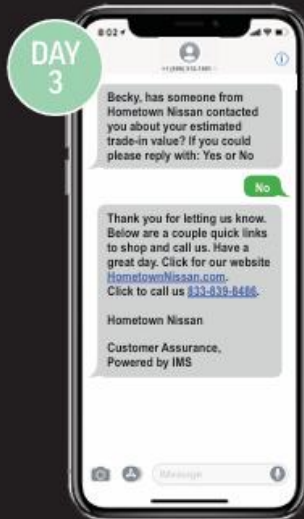 DAY
3
8:02
Becky, has someone from
Hometown Nissan contacted
you about your estimated
trade-in value? If you could
please reply with: Yes or No
No
Thank you for letting us know.
Below are a couple quick links
to shop and call us. Have a
great day. Click for our website
HometownNissan.com.
Click to call us 833-839-8486.
Hometown Nissan
Customer Assurance,
Powered by IMS
iMessage